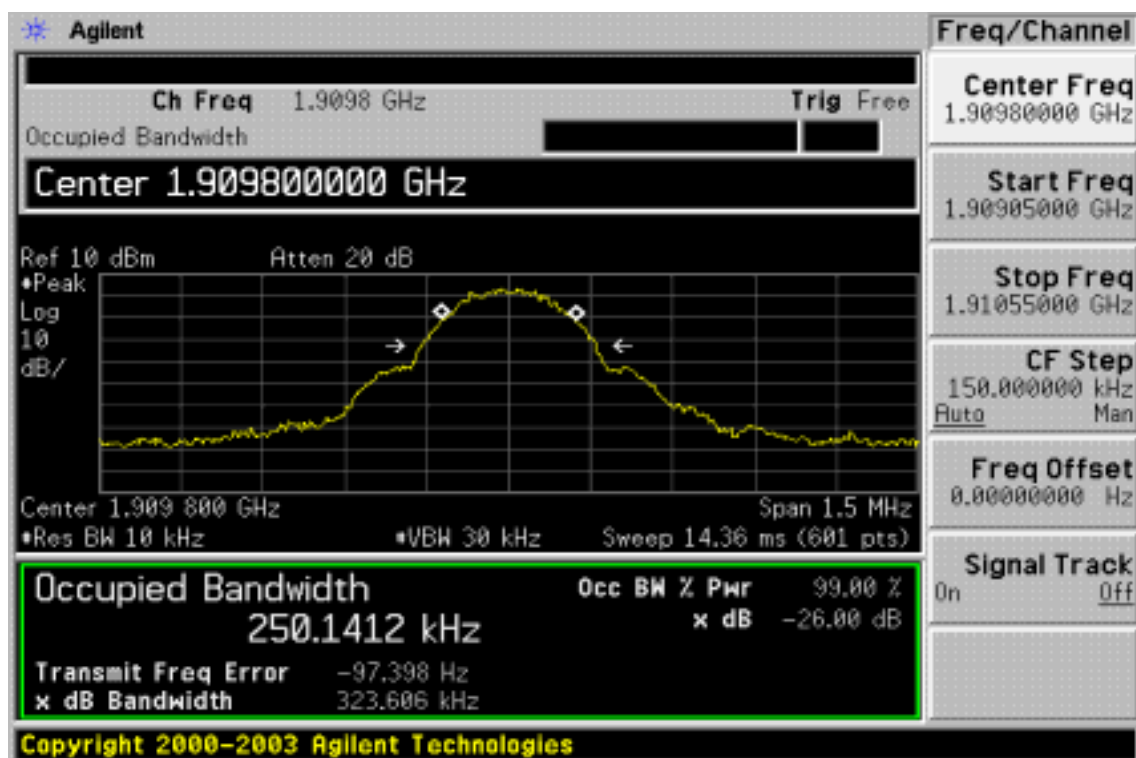 Agilent
Freq/Channel
Ch Freq 1.9098 GHz Trig Free
Occupied Bandwidth
Center 1.909800000 GHz
Ref 10 dBm Atten 20 dB
#Peak
Log
10
dB/
Center 1.909 800 GHz Span 1.5 MHz
#Res BW 10 kHz #VBW 30 kHz Sweep 14.36 ms (601 pts)
Occupied Bandwidth
250.1412 kHz
Occ BW % Pwr 99.00 %
x dB -26.00 dB
Transmit Freq Error -97.398 Hz
x dB Bandwidth 323.606 kHz
Center Freq
1.90980000 GHz
Start Freq
1.90905000 GHz
Stop Freq
1.91055000 GHz
CF Step
150.000000 kHz
Auto Man
Freq Offset
0.00000000 Hz
Signal Track
On Off
Copyright 2000-2003 Agilent Technologies